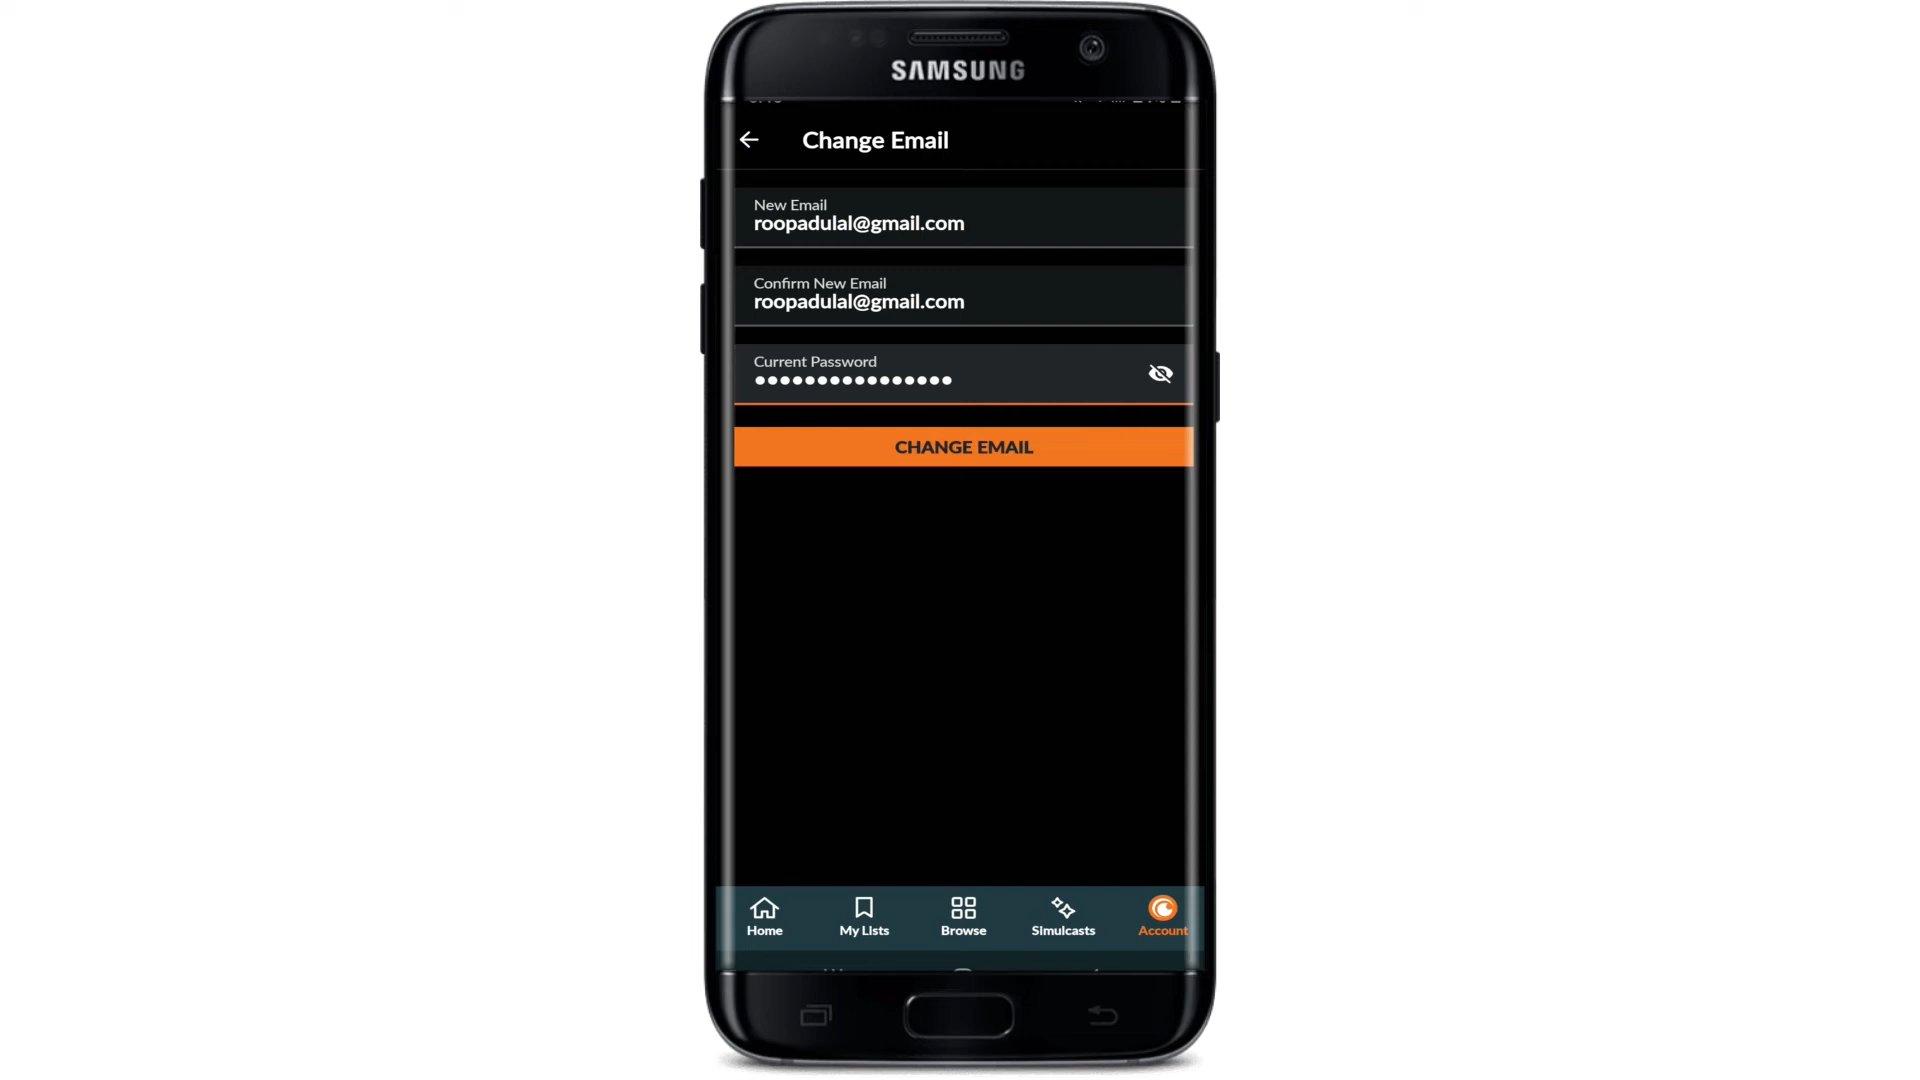 SAMSUNG
Change Email
New Email
roopadulal@gmail.com
Confirm New Email
roopadulal@gmail.com
Current Password
CHANGE EMAIL
Home
My Lists
Browse
Simulcasts
Account